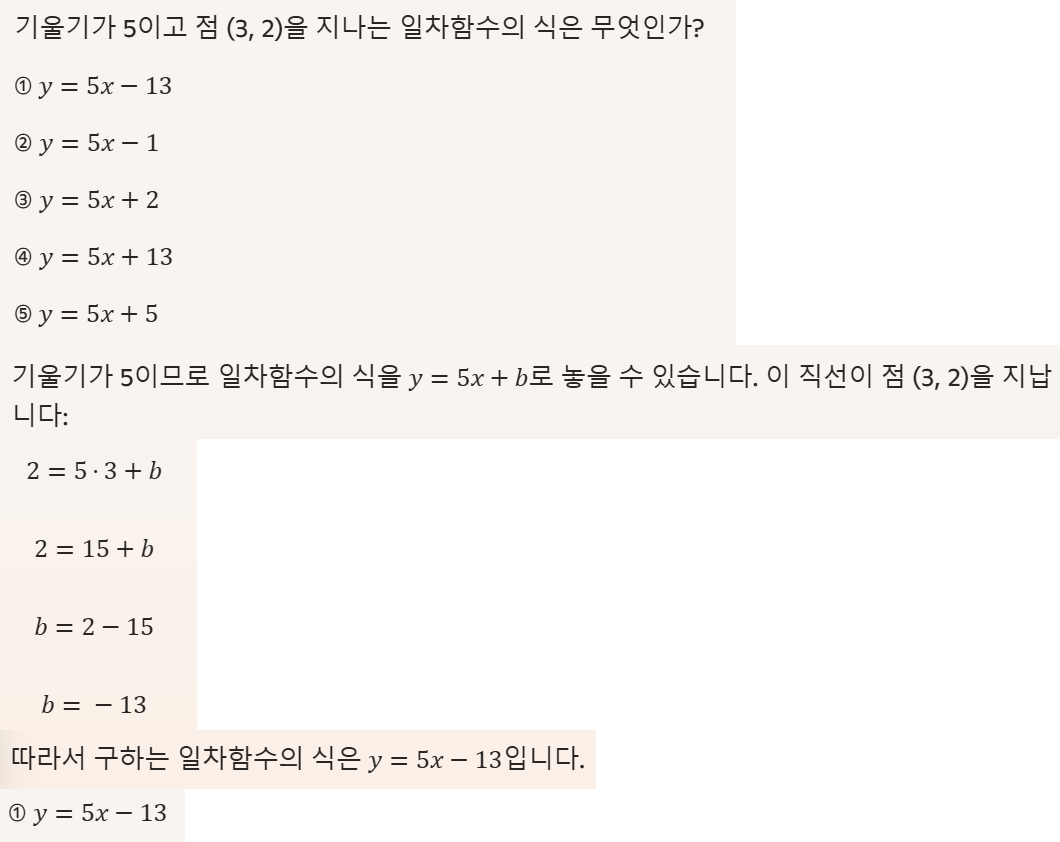 기울기가 5이고 점 (3, 2)을 지나는 일차함수의 식은 무엇인가?
① y = 5x − 13
② y = 5x − 1
③ y = 5x + 2
④ y = 5x + 13
⑤ y = 5x + 5
기울기가 5이므로 일차함수의 식을 y = 5x + b로 놓을 수 있습니다. 이 직선이 점 (3, 2)을 지납
니다:
2 = 5 · 3 + b
2 = 15 + b
b = 2 − 15
b = − 13
따라서 구하는 일차함수의 식은 y = 5x − 13입니다.
① y = 5x − 13